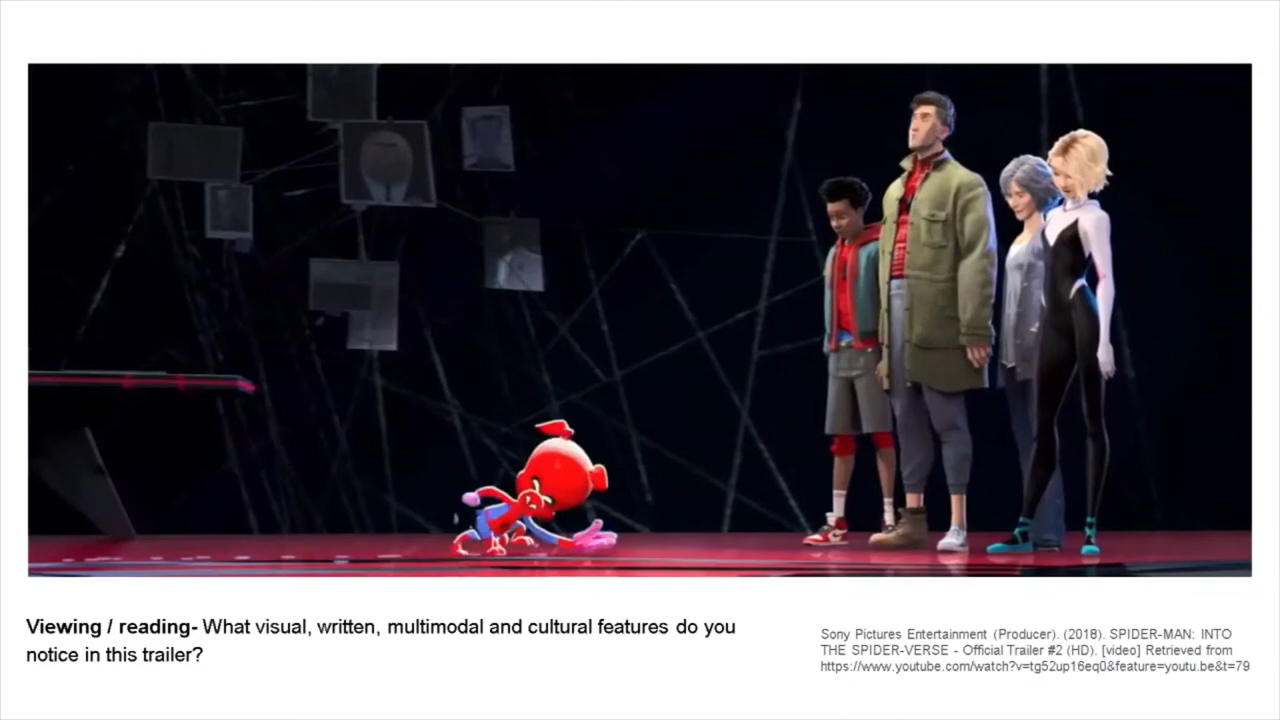 Viewing / reading- What visual, written, multimodal and cultural features do you
notice in this trailer?
Sony Pictures Entertainment (Producer). (2018). SPIDER-MAN: INTO
THE SPIDER-VERSE - Official Trailer #2 (HD). [video] Retrieved from
https://www.youtube.com/watch?v=tg52up16eq0&feature=youtu.be&t=79